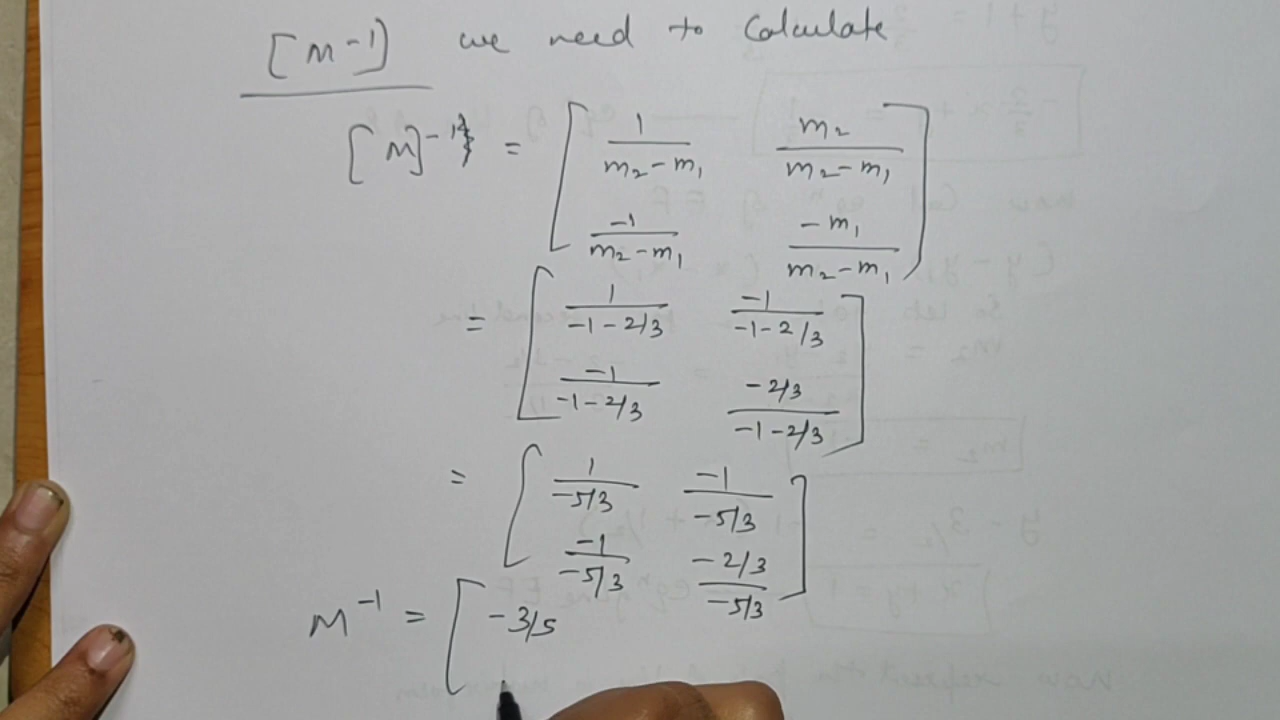 [M-1] we need to calculate
[M]⁻¹ = [ 1/(m₂-m₁) m₂/(m₂-m₁)
-1/(m₂-m₁) -m₁/(m₂-m₁) ]
= [ 1/(-1-2/3) -1/(-1-2/3)
-1/(-1-2/3) -2/3/(-1-2/3) ]
= [ 1/(-5/3) -1/(-5/3)
-1/(-5/3) -2/3/(-5/3) ]
M⁻¹ = [ -3/5